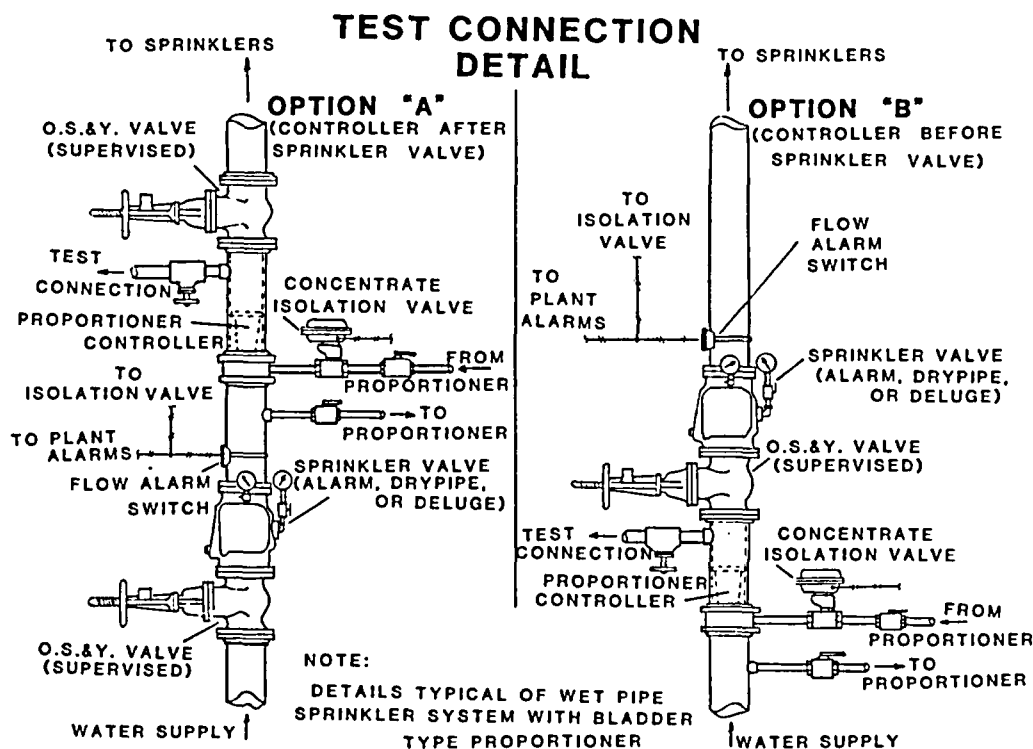 TEST CONNECTION
DETAIL
TO SPRINKLERS
OPTION "A"
(CONTROLLER AFTER
SPRINKLER VALVE)
O.S.&Y. VALVE
(SUPERVISED)
TEST
CONNECTION
CONCENTRATE
ISOLATION VALVE
PROPORTIONER
CONTROLLER
FROM
PROPORTIONER
TO
ISOLATION VALVE
TO
PROPORTIONER
TO PLANT
ALARMS
FLOW ALARM
SWITCH
SPRINKLER VALVE
(ALARM, DRYPIPE,
OR DELUGE)
O.S.&Y. VALVE
(SUPERVISED)
WATER SUPPLY
NOTE:
DETAILS TYPICAL OF WET PIPE
SPRINKLER SYSTEM WITH BLADDER
TYPE PROPORTIONER
TO SPRINKLERS
OPTION "B"
(CONTROLLER BEFORE
SPRINKLER VALVE)
TO
ISOLATION
VALVE
FLOW
ALARM
SWITCH
TO
PLANT
ALARMS
SPRINKLER VALVE
(ALARM, DRYPIPE,
OR DELUGE)
O.S.&Y. VALVE
(SUPERVISED)
TEST
CONNECTION
CONCENTRATE
ISOLATION VALVE
PROPORTIONER
CONTROLLER
FROM
PROPORTIONER
TO
PROPORTIONER
WATER SUPPLY